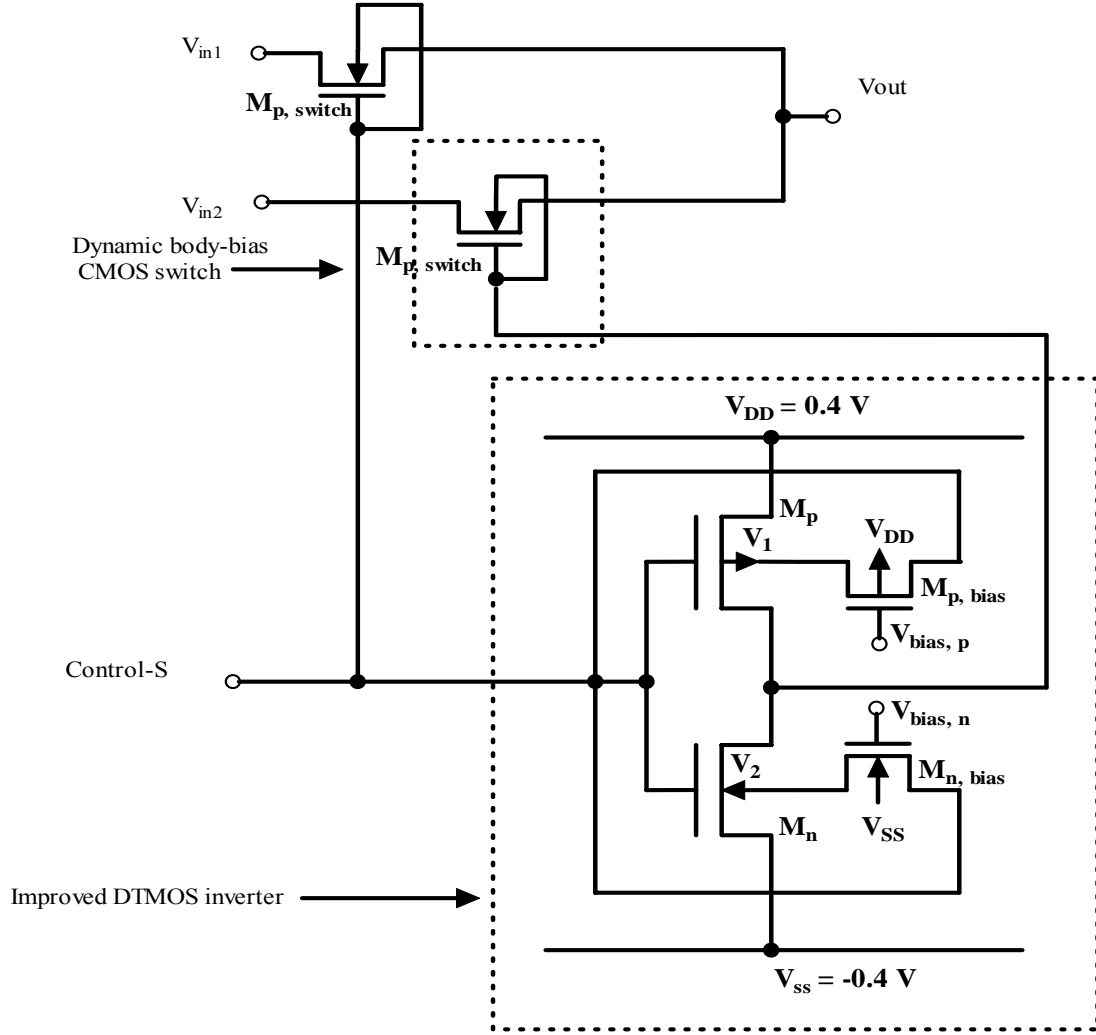 V_in1
M_p, switch
Vout
V_in2
M_p, switch
Dynamic body-bias
CMOS switch
V_DD = 0.4 V
M_p
V_1
V_DD
M_p, bias
V_bias, p
Control-S
V_bias, n
V_2
M_n, bias
M_n
V_SS
Improved DTMOS inverter
V_ss = -0.4 V